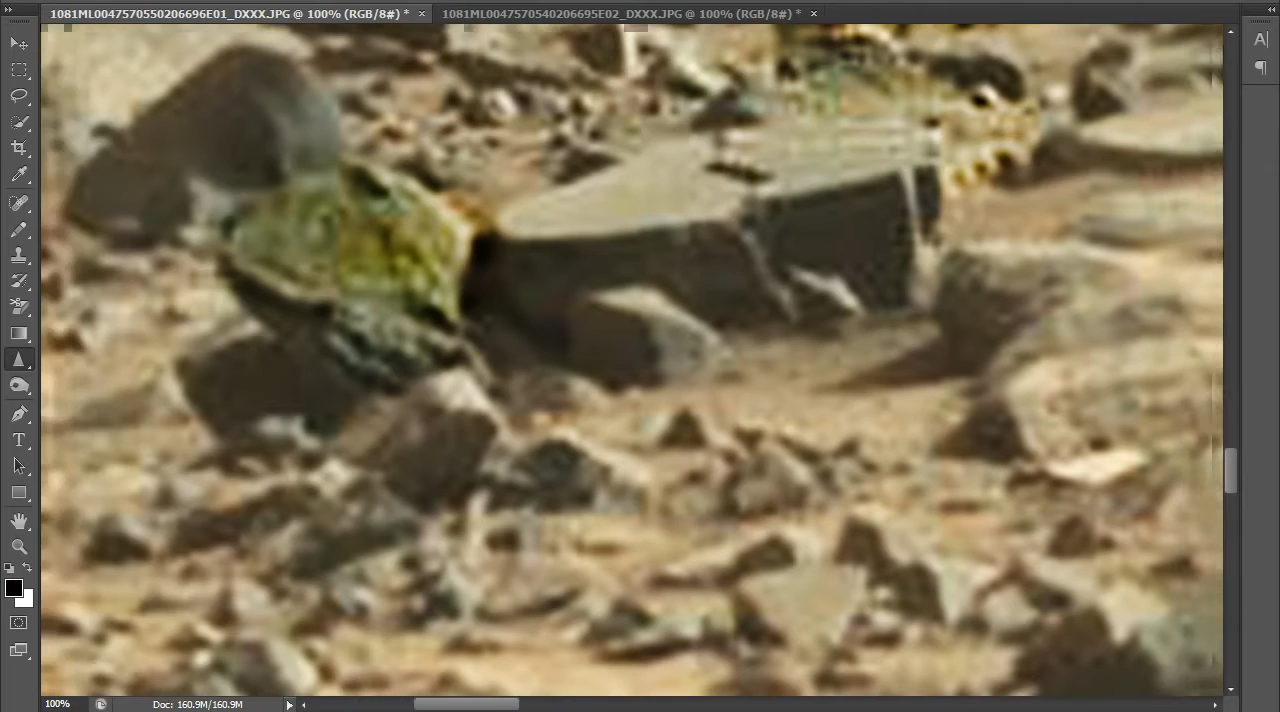 1081ML0047570550206696E01_DXXX.JPG @ 100% (RGB/8#) * ×
1081ML0047570540206695E02_DXXX.JPG @ 100% (RGB/8#) * ×
A
¶
T
100%
Doc: 160.9M/160.9M